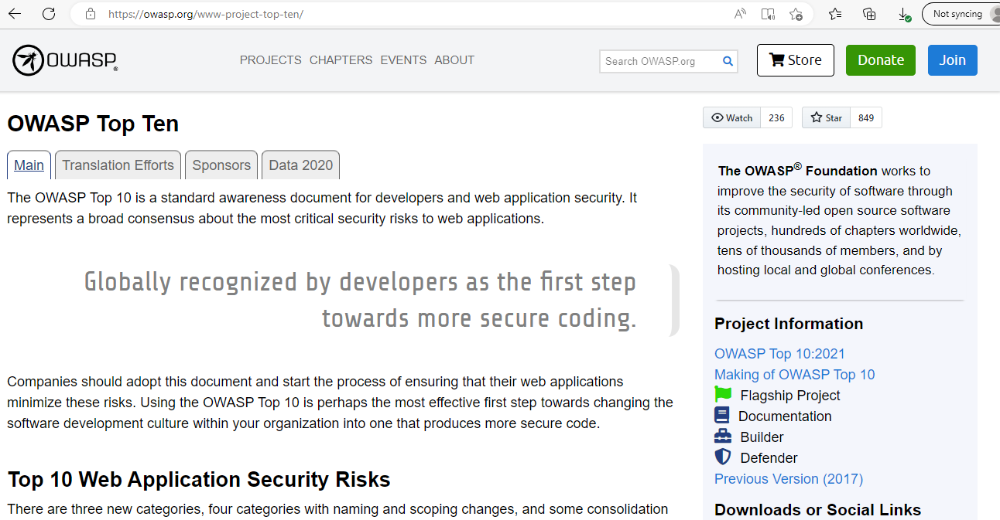 https://owasp.org/www-project-top-ten/
Not syncing
OWASP®
PROJECTS CHAPTERS EVENTS ABOUT
Search OWASP.org
Store
Donate
Join
OWASP Top Ten
Main
Translation Efforts
Sponsors
Data 2020
The OWASP Top 10 is a standard awareness document for developers and web application security. It
represents a broad consensus about the most critical security risks to web applications.
Globally recognized by developers as the first step
towards more secure coding.
Companies should adopt this document and start the process of ensuring that their web applications
minimize these risks. Using the OWASP Top 10 is perhaps the most effective first step towards changing the
software development culture within your organization into one that produces more secure code.
Top 10 Web Application Security Risks
There are three new categories, four categories with naming and scoping changes, and some consolidation
Watch 236
Star 849
The OWASP® Foundation works to
improve the security of software through
its community-led open source software
projects, hundreds of chapters worldwide,
tens of thousands of members, and by
hosting local and global conferences.
Project Information
OWASP Top 10:2021
Making of OWASP Top 10
Flagship Project
Documentation
Builder
Defender
Previous Version (2017)
Downloads or Social Links